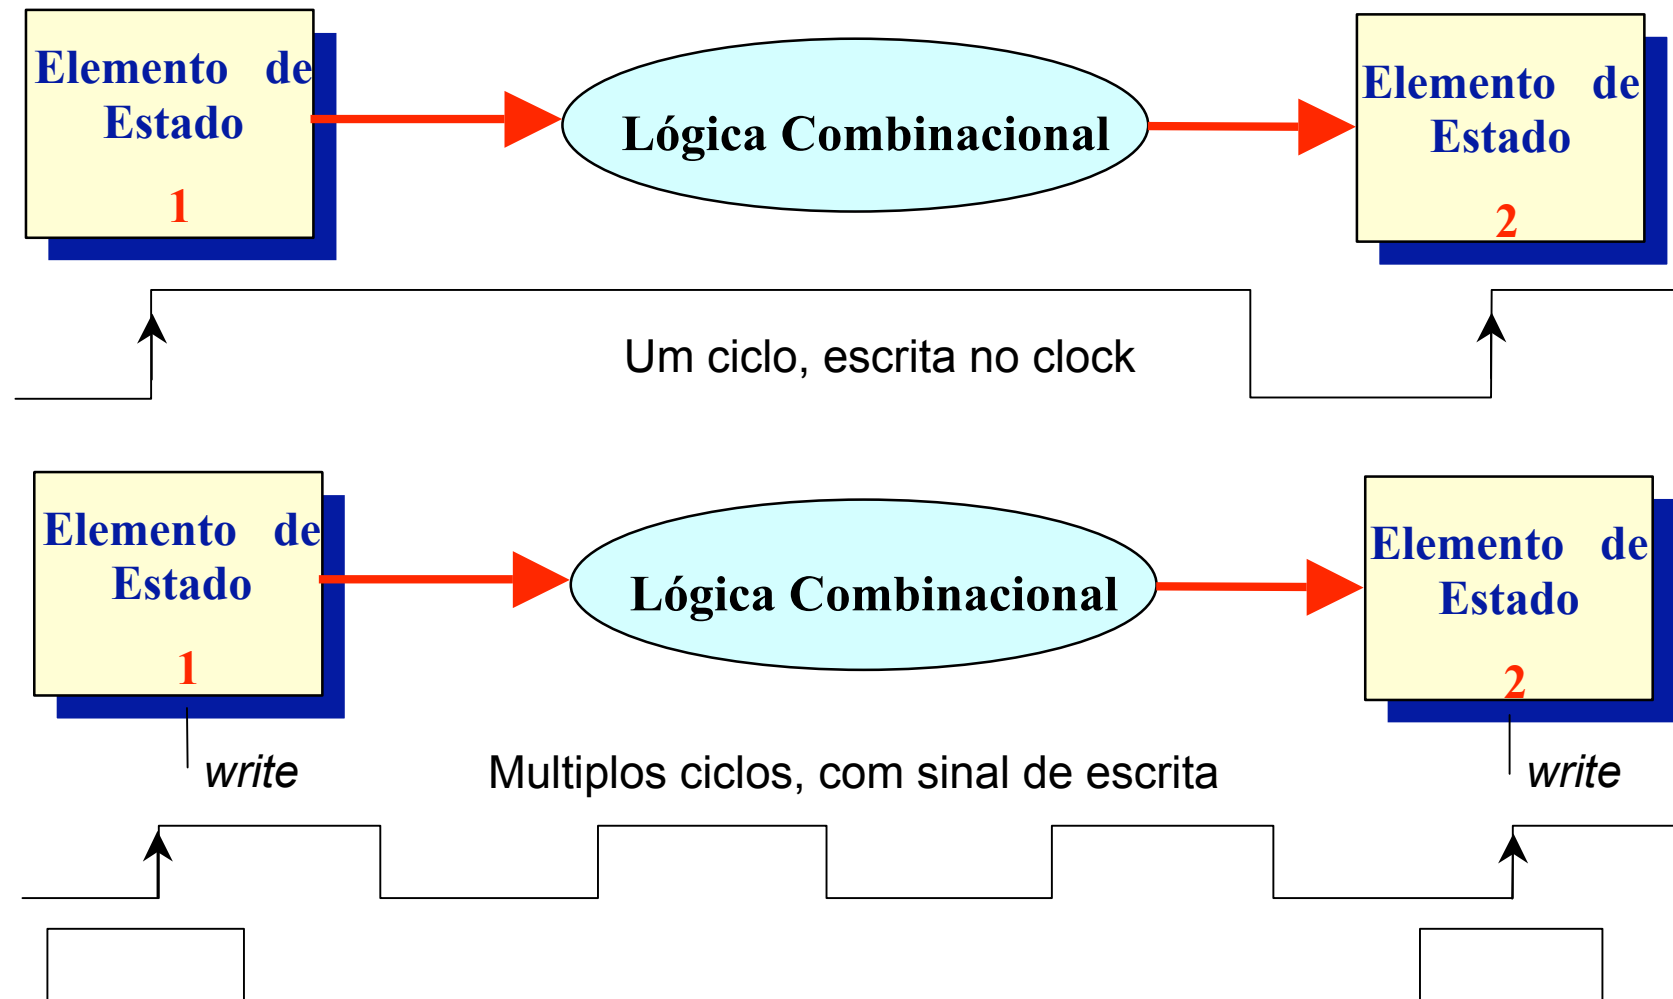 Elemento de
Estado
1
Lógica Combinacional
Elemento de
Estado
2
Um ciclo, escrita no clock
Elemento de
Estado
1
Lógica Combinacional
Elemento de
Estado
2
write
Multiplos ciclos, com sinal de escrita
write